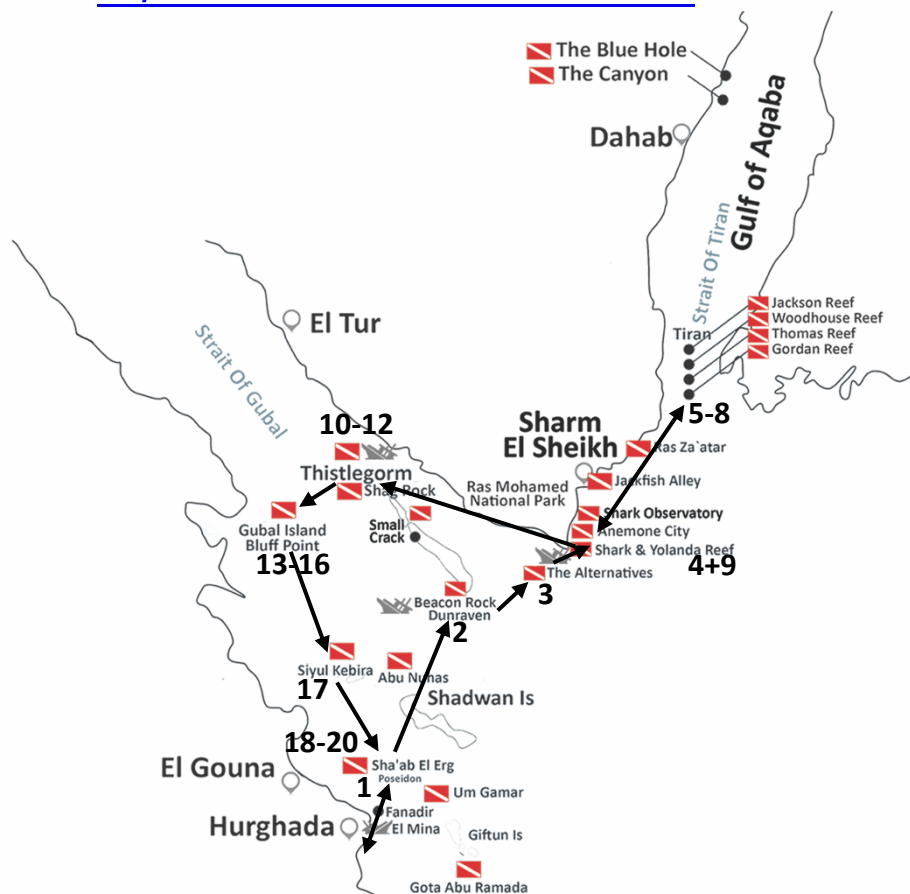 The Blue Hole
The Canyon
Dahab
Gulf of Aqaba
Strait Of Tiran
El Tur
Strait Of Gubal
Jackson Reef
Woodhouse Reef
Thomas Reef
Gordan Reef
Tiran
5-8
10-12
Sharm
El Sheikh
Ras Za`atar
Thistlegorm
Shag Rock
Ras Mohamed
National Park
Jackfish Alley
Shark Observatory
Anemone City
Shark & Yolanda Reef
4+9
Small
Crack
Gubal Island
Bluff Point
13-16
The Alternatives
3
Beacon Rock
Dunraven
2
Siyul Kebira
17
Abu Nuhas
Shadwan Is
18-20
Sha'ab El Erg
Poseidon
1
El Gouna
Um Gamar
Fanadir
Hurghada
El Mina
Giftun Is
Gota Abu Ramada